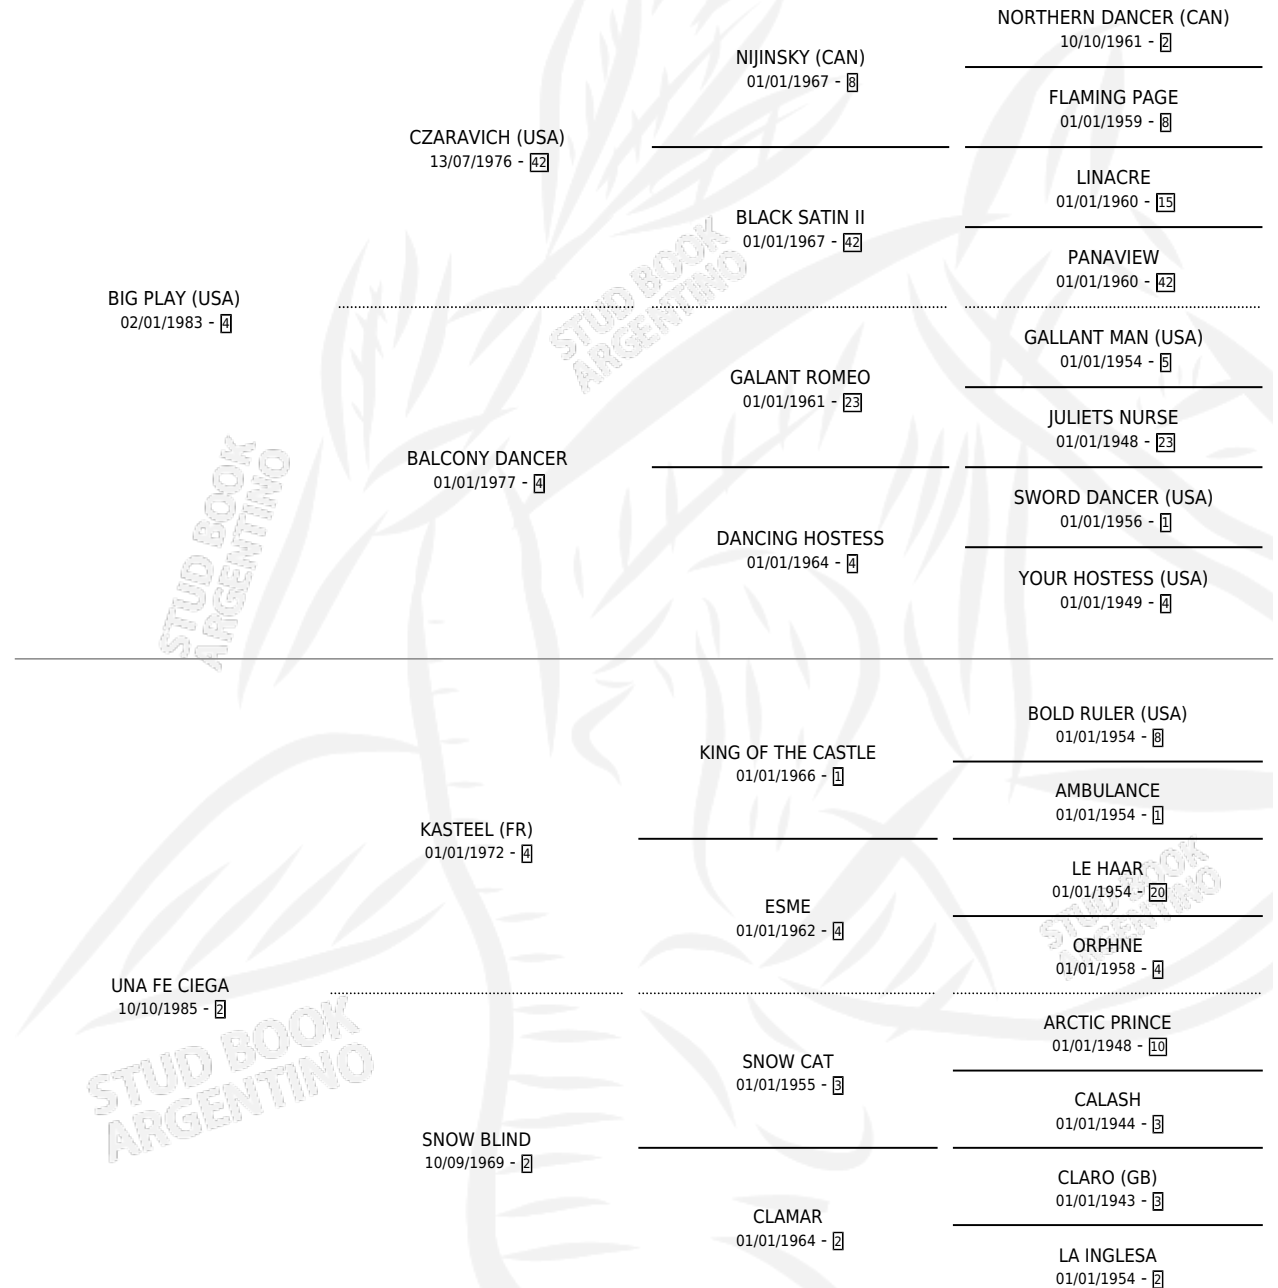 NORTHERN DANCER (CAN)
10/10/1961 - 2
NIJINSKY (CAN)
01/01/1967 - 8
FLAMING PAGE
01/01/1959 - 8
CZARAVICH (USA)
13/07/1976 - 42
LINACRE
01/01/1960 - 15
BLACK SATIN II
01/01/1967 - 42
PANAVIEW
01/01/1960 - 42
BIG PLAY (USA)
02/01/1983 - 4
GALLANT MAN (USA)
01/01/1954 - 5
GALANT ROMEO
01/01/1961 - 23
JULIETS NURSE
01/01/1948 - 23
BALCONY DANCER
01/01/1977 - 4
SWORD DANCER (USA)
01/01/1956 - 1
DANCING HOSTESS
01/01/1964 - 4
YOUR HOSTESS (USA)
01/01/1949 - 4
BOLD RULER (USA)
01/01/1954 - 8
KING OF THE CASTLE
01/01/1966 - 1
AMBULANCE
01/01/1954 - 1
KASTEEL (FR)
01/01/1972 - 4
LE HAAR
01/01/1954 - 20
ESME
01/01/1962 - 4
ORPHNE
01/01/1958 - 4
UNA FE CIEGA
10/10/1985 - 2
ARCTIC PRINCE
01/01/1948 - 10
SNOW CAT
01/01/1955 - 3
CALASH
01/01/1944 - 3
SNOW BLIND
10/09/1969 - 2
CLARO (GB)
01/01/1943 - 3
CLAMAR
01/01/1964 - 2
LA INGLESA
01/01/1954 - 2
STUD BOOK
ARGENTINO
STUD BOOK
ARGENTINO
STUD BOOK
ARGENTINO
STUD BOOK
ARGENTINO